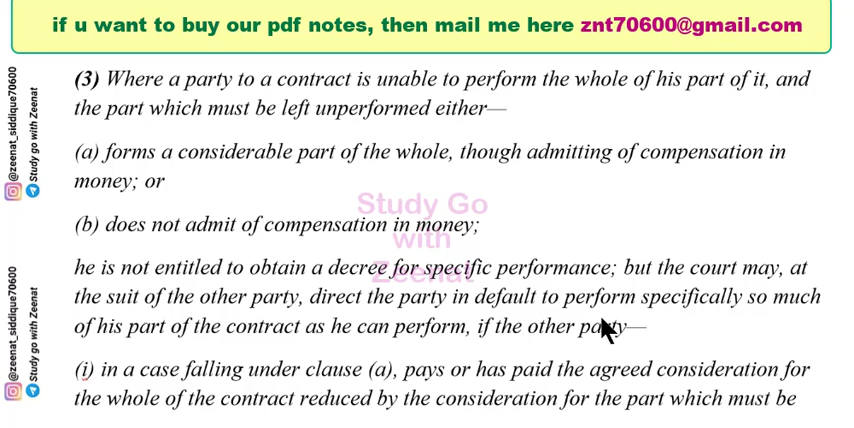 if u want to buy our pdf notes, then mail me here znt70600@gmail.com
(3) Where a party to a contract is unable to perform the whole of his part of it, and
the part which must be left unperformed either—
(a) forms a considerable part of the whole, though admitting of compensation in
money; or
(b) does not admit of compensation in money;
he is not entitled to obtain a decree for specific performance; but the court may, at
the suit of the other party, direct the party in default to perform specifically so much
of his part of the contract as he can perform, if the other party—
(i) in a case falling under clause (a), pays or has paid the agreed consideration for
the whole of the contract reduced by the consideration for the part which must be
Study Go
with
Zeenat
@zeenat_siddique70600
Study go with Zeenat
@zeenat_siddique70600
Study go with Zeenat